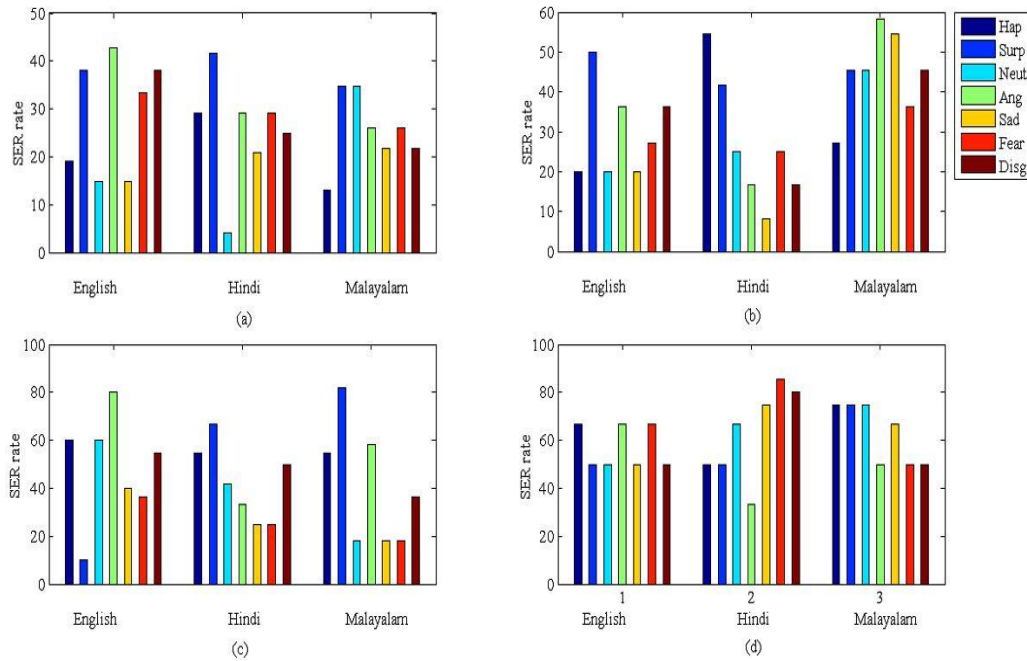 50
40
30
20
10
0
SER rate
English Hindi Malayalam
(a)
60
50
40
30
20
10
0
SER rate
English Hindi Malayalam
(b)
Hap
Surp
Neut
Ang
Sad
Fear
Disg
100
80
60
40
20
0
SER rate
English Hindi Malayalam
(c)
100
80
60
40
20
0
SER rate
1 2 3
English Hindi Malayalam
(d)